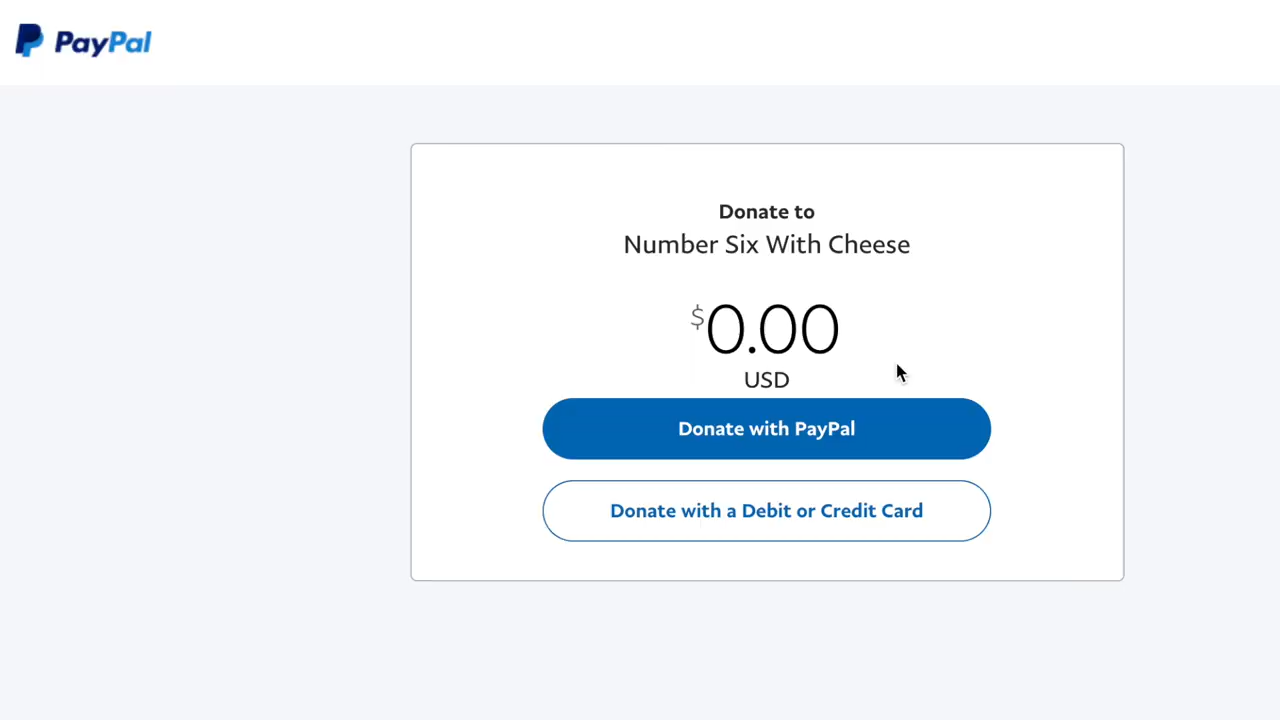 PayPal
Donate to
Number Six With Cheese
$0.00
USD
Donate with PayPal
Donate with a Debit or Credit Card